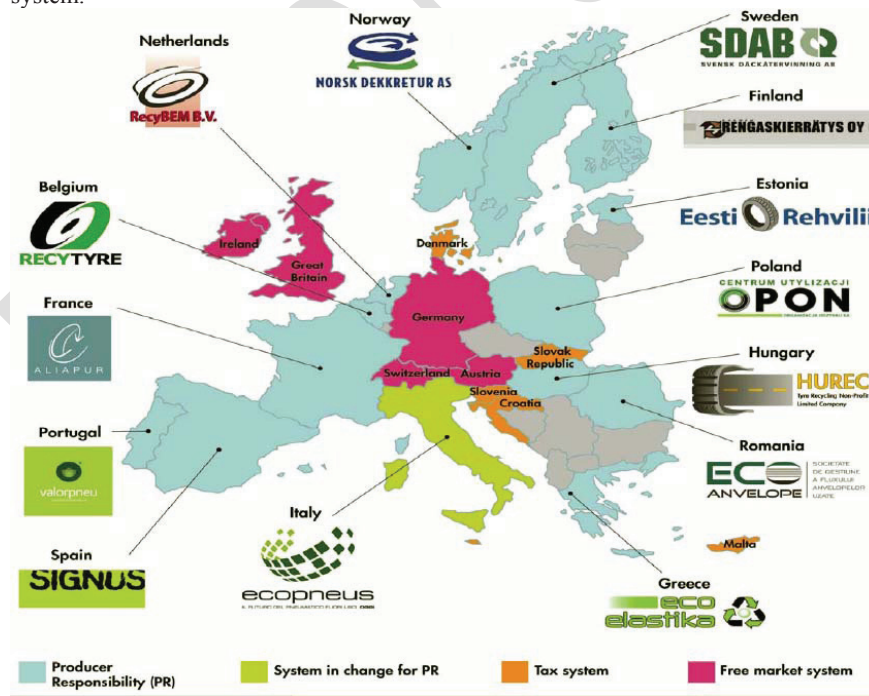 system.
Norway
NORSK DEKKRETUR AS
Sweden
SDAB
SVENSK DÄCKÅTERVINNING AB
Netherlands
RecyBEM B.V.
Finland
RENGASKIERRÄTYS OY
Belgium
RECYTYRE
Estonia
Eesti Rehvilii
Ireland
Great
Britain
Denmark
Poland
CENTRUM UTYLIZACJI
OPON
France
ALIAPUR
Germany
Slovak
Republic
Hungary
HUREC
Tyre Recycling Non-Profit
Limited Company
Switzerland
Austria
Slovenia
Croatia
Portugal
valorpneu
Romania
ECO
ANVELOPE
SOCIETATE
DE GESTIUNE
A FLUXULUI
ANVELOPELOR
UZATE
Italy
ecopneus
Malta
Spain
SIGNUS
Greece
eco
elastika
Producer
Responsibility (PR)
System in change for PR
Tax system
Free market system